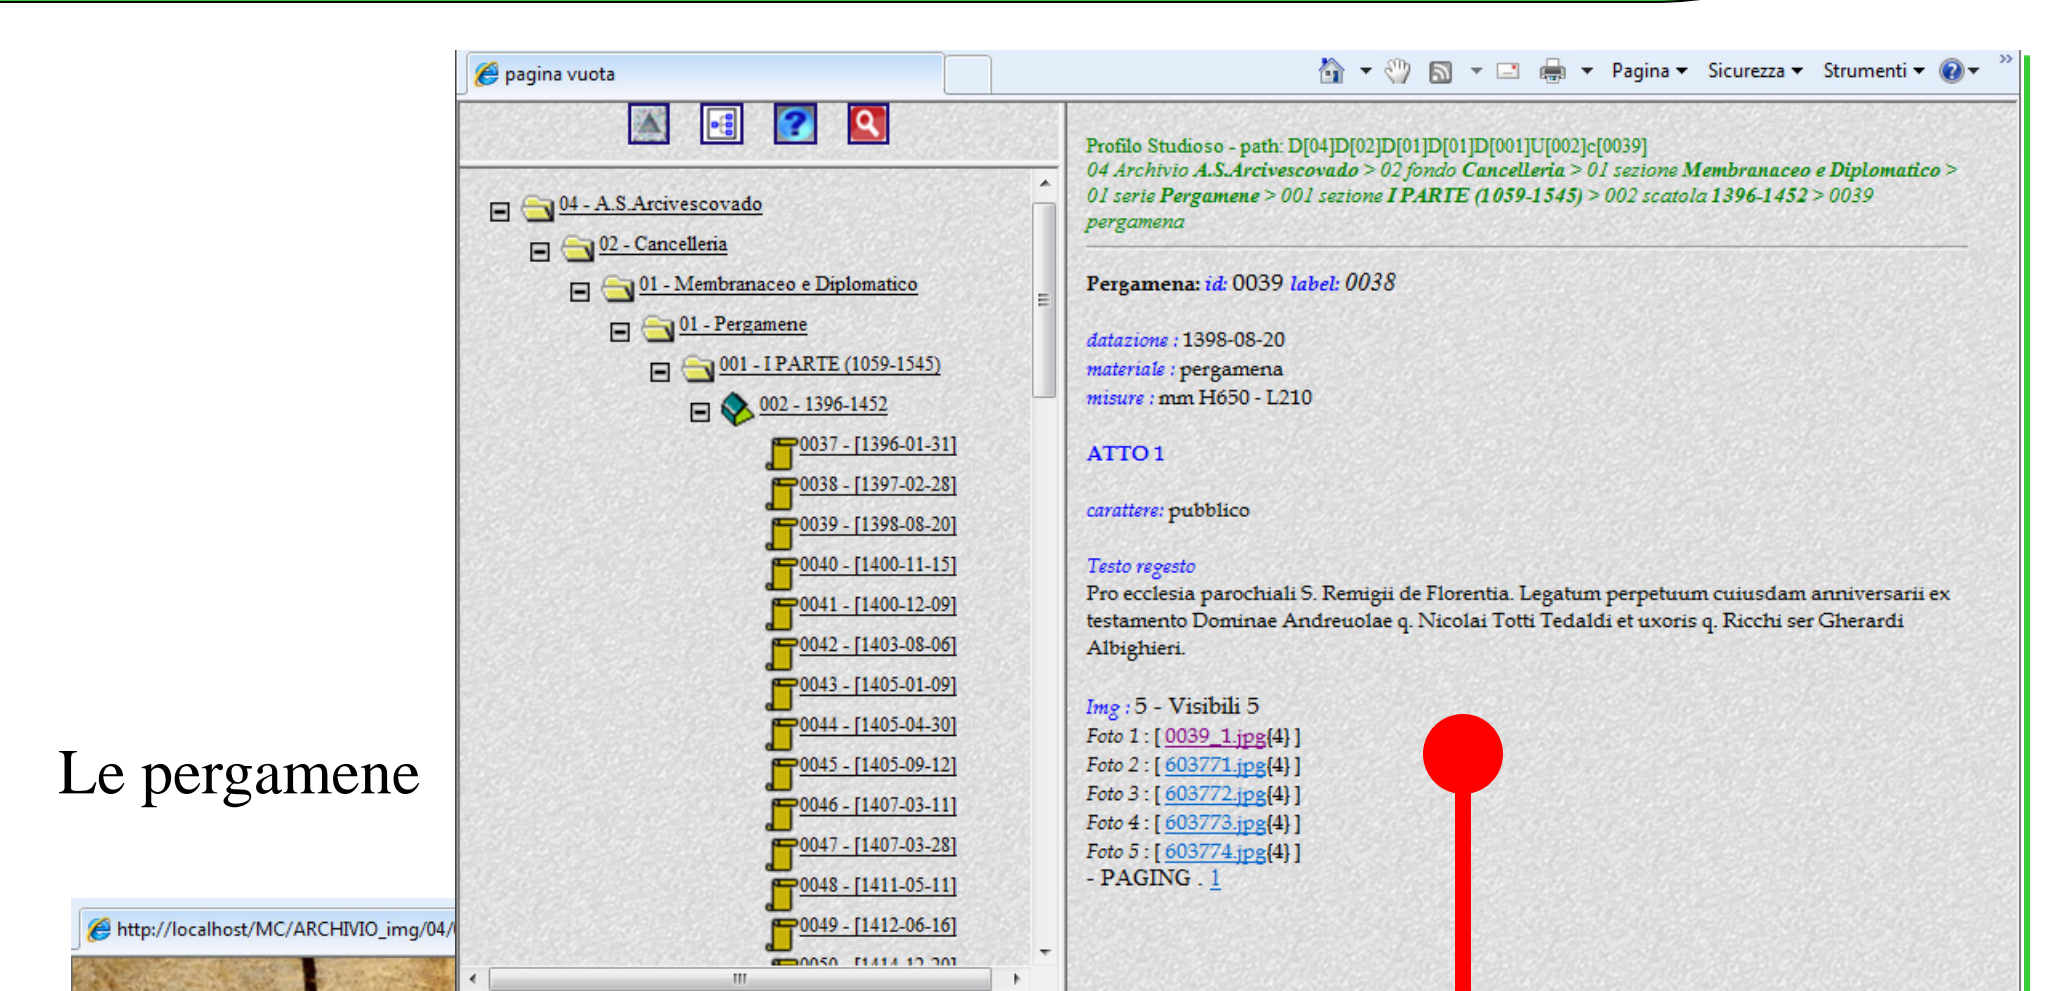 pagina vuota
Pagina
Sicurezza
Strumenti
04 - A.S.Arcivescovado
02 - Cancelleria
01 - Membranaceo e Diplomatico
01 - Pergamene
001 - I PARTE (1059-1545)
002 - 1396-1452
0037 - [1396-01-31]
0038 - [1397-02-28]
0039 - [1398-08-20]
0040 - [1400-11-15]
0041 - [1400-12-09]
0042 - [1403-08-06]
0043 - [1405-01-09]
0044 - [1405-04-30]
0045 - [1405-09-12]
0046 - [1407-03-11]
0047 - [1407-03-28]
0048 - [1411-05-11]
0049 - [1412-06-16]
0050 - [1414-12-20]
Profilo Studioso - path: D[04]D[02]D[01]D[01]D[001]U[002]c[0039]
04 Archivio A.S.Arcivescovado > 02 fondo Cancelleria > 01 sezione Membranaceo e Diplomatico >
01 serie Pergamene > 001 sezione I PARTE (1059-1545) > 002 scatola 1396-1452 > 0039
pergamena
Pergamena: id: 0039 label: 0038
datazione : 1398-08-20
materiale : pergamena
misure : mm H650 - L210
ATTO 1
carattere: pubblico
Testo regesto
Pro ecclesia parochiali S. Remigii de Florentia. Legatum perpetuum cuiusdam anniversarii ex
testamento Dominae Andreuolae q. Nicolai Totti Tedaldi et uxoris q. Ricchi ser Gherardi
Albighieri.
Img : 5 - Visibili 5
Foto 1 : [ 0039_1.jpg{4} ]
Foto 2 : [ 603771.jpg{4} ]
Foto 3 : [ 603772.jpg{4} ]
Foto 4 : [ 603773.jpg{4} ]
Foto 5 : [ 603774.jpg{4} ]
- PAGING . 1
Le pergamene
http://localhost/MC/ARCHIVIO_img/04/